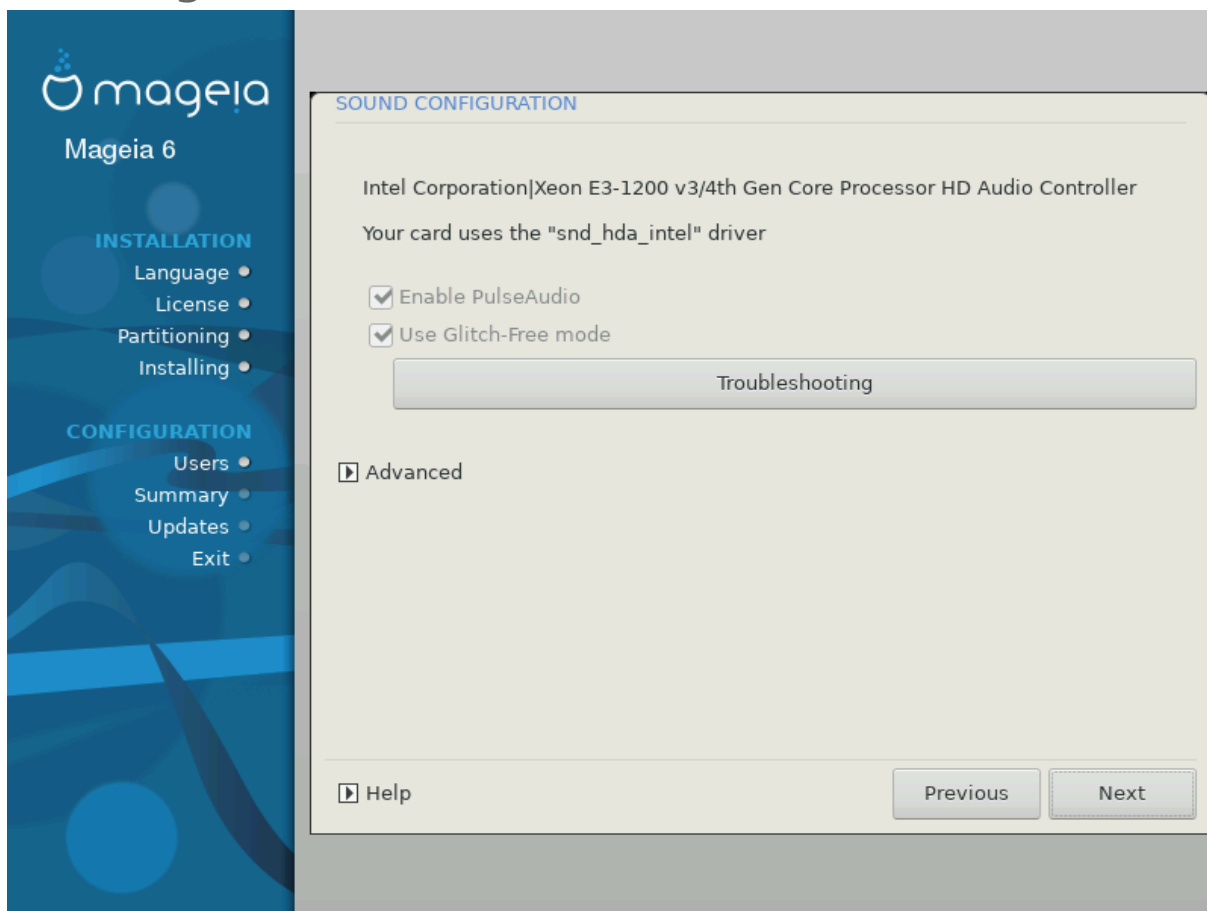 mageia
Mageia 6
INSTALLATION
Language
License
Partitioning
Installing
CONFIGURATION
Users
Summary
Updates
Exit
SOUND CONFIGURATION
Intel Corporation|Xeon E3-1200 v3/4th Gen Core Processor HD Audio Controller
Your card uses the "snd_hda_intel" driver
Enable PulseAudio
Use Glitch-Free mode
Troubleshooting
Advanced
Help
Previous
Next